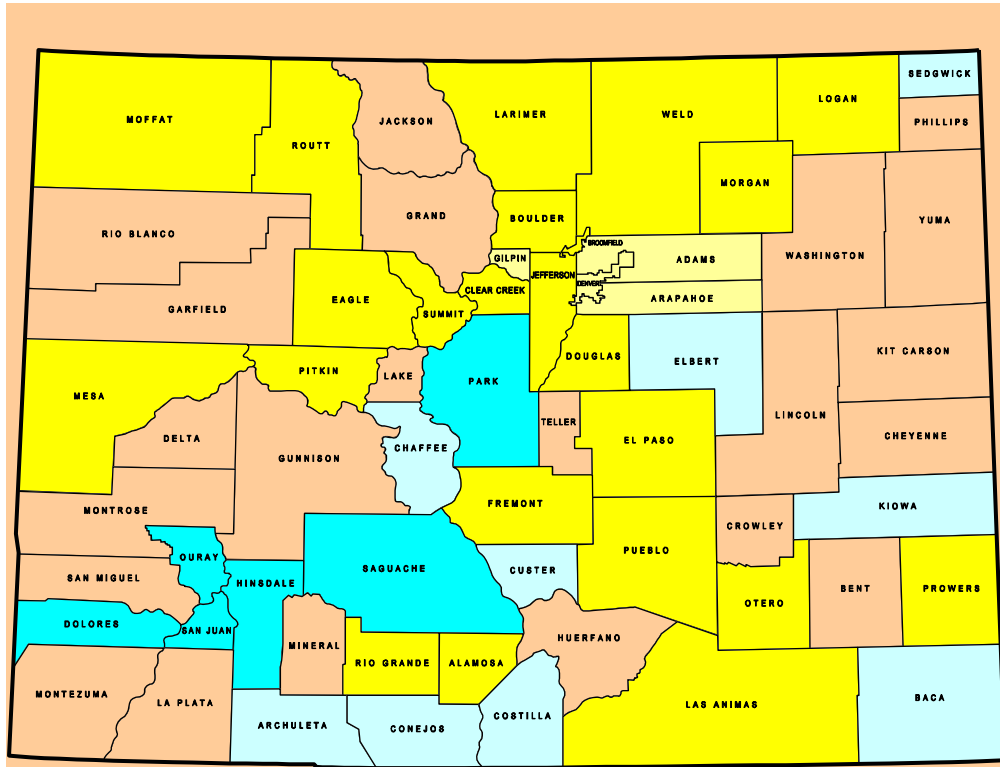 SEDGWICK
LOGAN
LARIMER
WELD
MOFFAT
JACKSON
PHILLIPS
ROUTT
MORGAN
GRAND
BOULDER
YUMA
RIO BLANCO
BROOMFIELD
WASHINGTON
GILPIN
ADAMS
JEFFERSON
DENVER
CLEAR CREEK
EAGLE
ARAPAHOE
GARFIELD
SUMMIT
KIT CARSON
DOUGLAS
ELBERT
PITKIN
LAKE
PARK
MESA
LINCOLN
TELLER
CHEYENNE
DELTA
EL PASO
CHAFFEE
GUNNISON
FREMONT
KIOWA
MONTROSE
CROWLEY
PUEBLO
OURAY
SAGUACHE
CUSTER
SAN MIGUEL
HINSDALE
BENT
PROWERS
OTERO
DOLORES
SAN JUAN
HUERFANO
MINERAL
RIO GRANDE
ALAMOSA
MONTEZUMA
BACA
LA PLATA
LAS ANIMAS
COSTILLA
ARCHULETA
CONEJOS